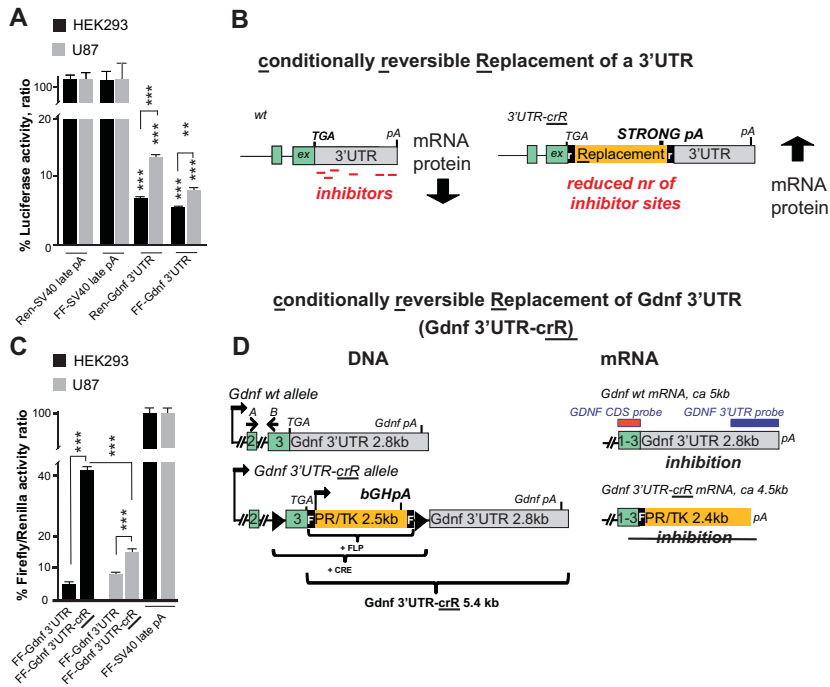 A
HEK293
U87
% Luciferase activity, ratio
100
20
10
0
***
***
***
**
***
***
Ren-SV40 late pA
FF-SV40 late pA
Ren-Gdnf 3'UTR
FF-Gdnf 3'UTR
B
conditionally reversible Replacement of a 3'UTR
wt
ex
TGA
3'UTR
pA
inhibitors
mRNA
protein
3'UTR-crR
ex
TGA
r
Replacement
STRONG pA
r
3'UTR
pA
reduced nr of
inhibitor sites
mRNA
protein
conditionally reversible Replacement of Gdnf 3'UTR
(Gdnf 3'UTR-crR)
C
HEK293
U87
% Firefly/Renilla activity ratio
100
40
20
0
***
***
***
FF-Gdnf 3'UTR
FF-Gdnf 3'UTR-crR
FF-Gdnf 3'UTR
FF-Gdnf 3'UTR-crR
FF-SV40 late pA
D
DNA
Gdnf wt allele
A B
2
3
TGA
Gdnf 3'UTR 2.8kb
Gdnf pA
Gdnf 3'UTR-crR allele
2
3
TGA
F
PR/TK 2.5kb
bGHpA
F
Gdnf 3'UTR 2.8kb
Gdnf pA
+ FLP
+ CRE
Gdnf 3'UTR-crR 5.4 kb
mRNA
Gdnf wt mRNA, ca 5kb
GDNF CDS probe
GDNF 3'UTR probe
1-3
Gdnf 3'UTR 2.8kb
pA
inhibition
Gdnf 3'UTR-crR mRNA, ca 4.5kb
1-3
F
PR/TK 2.4kb
pA
inhibition